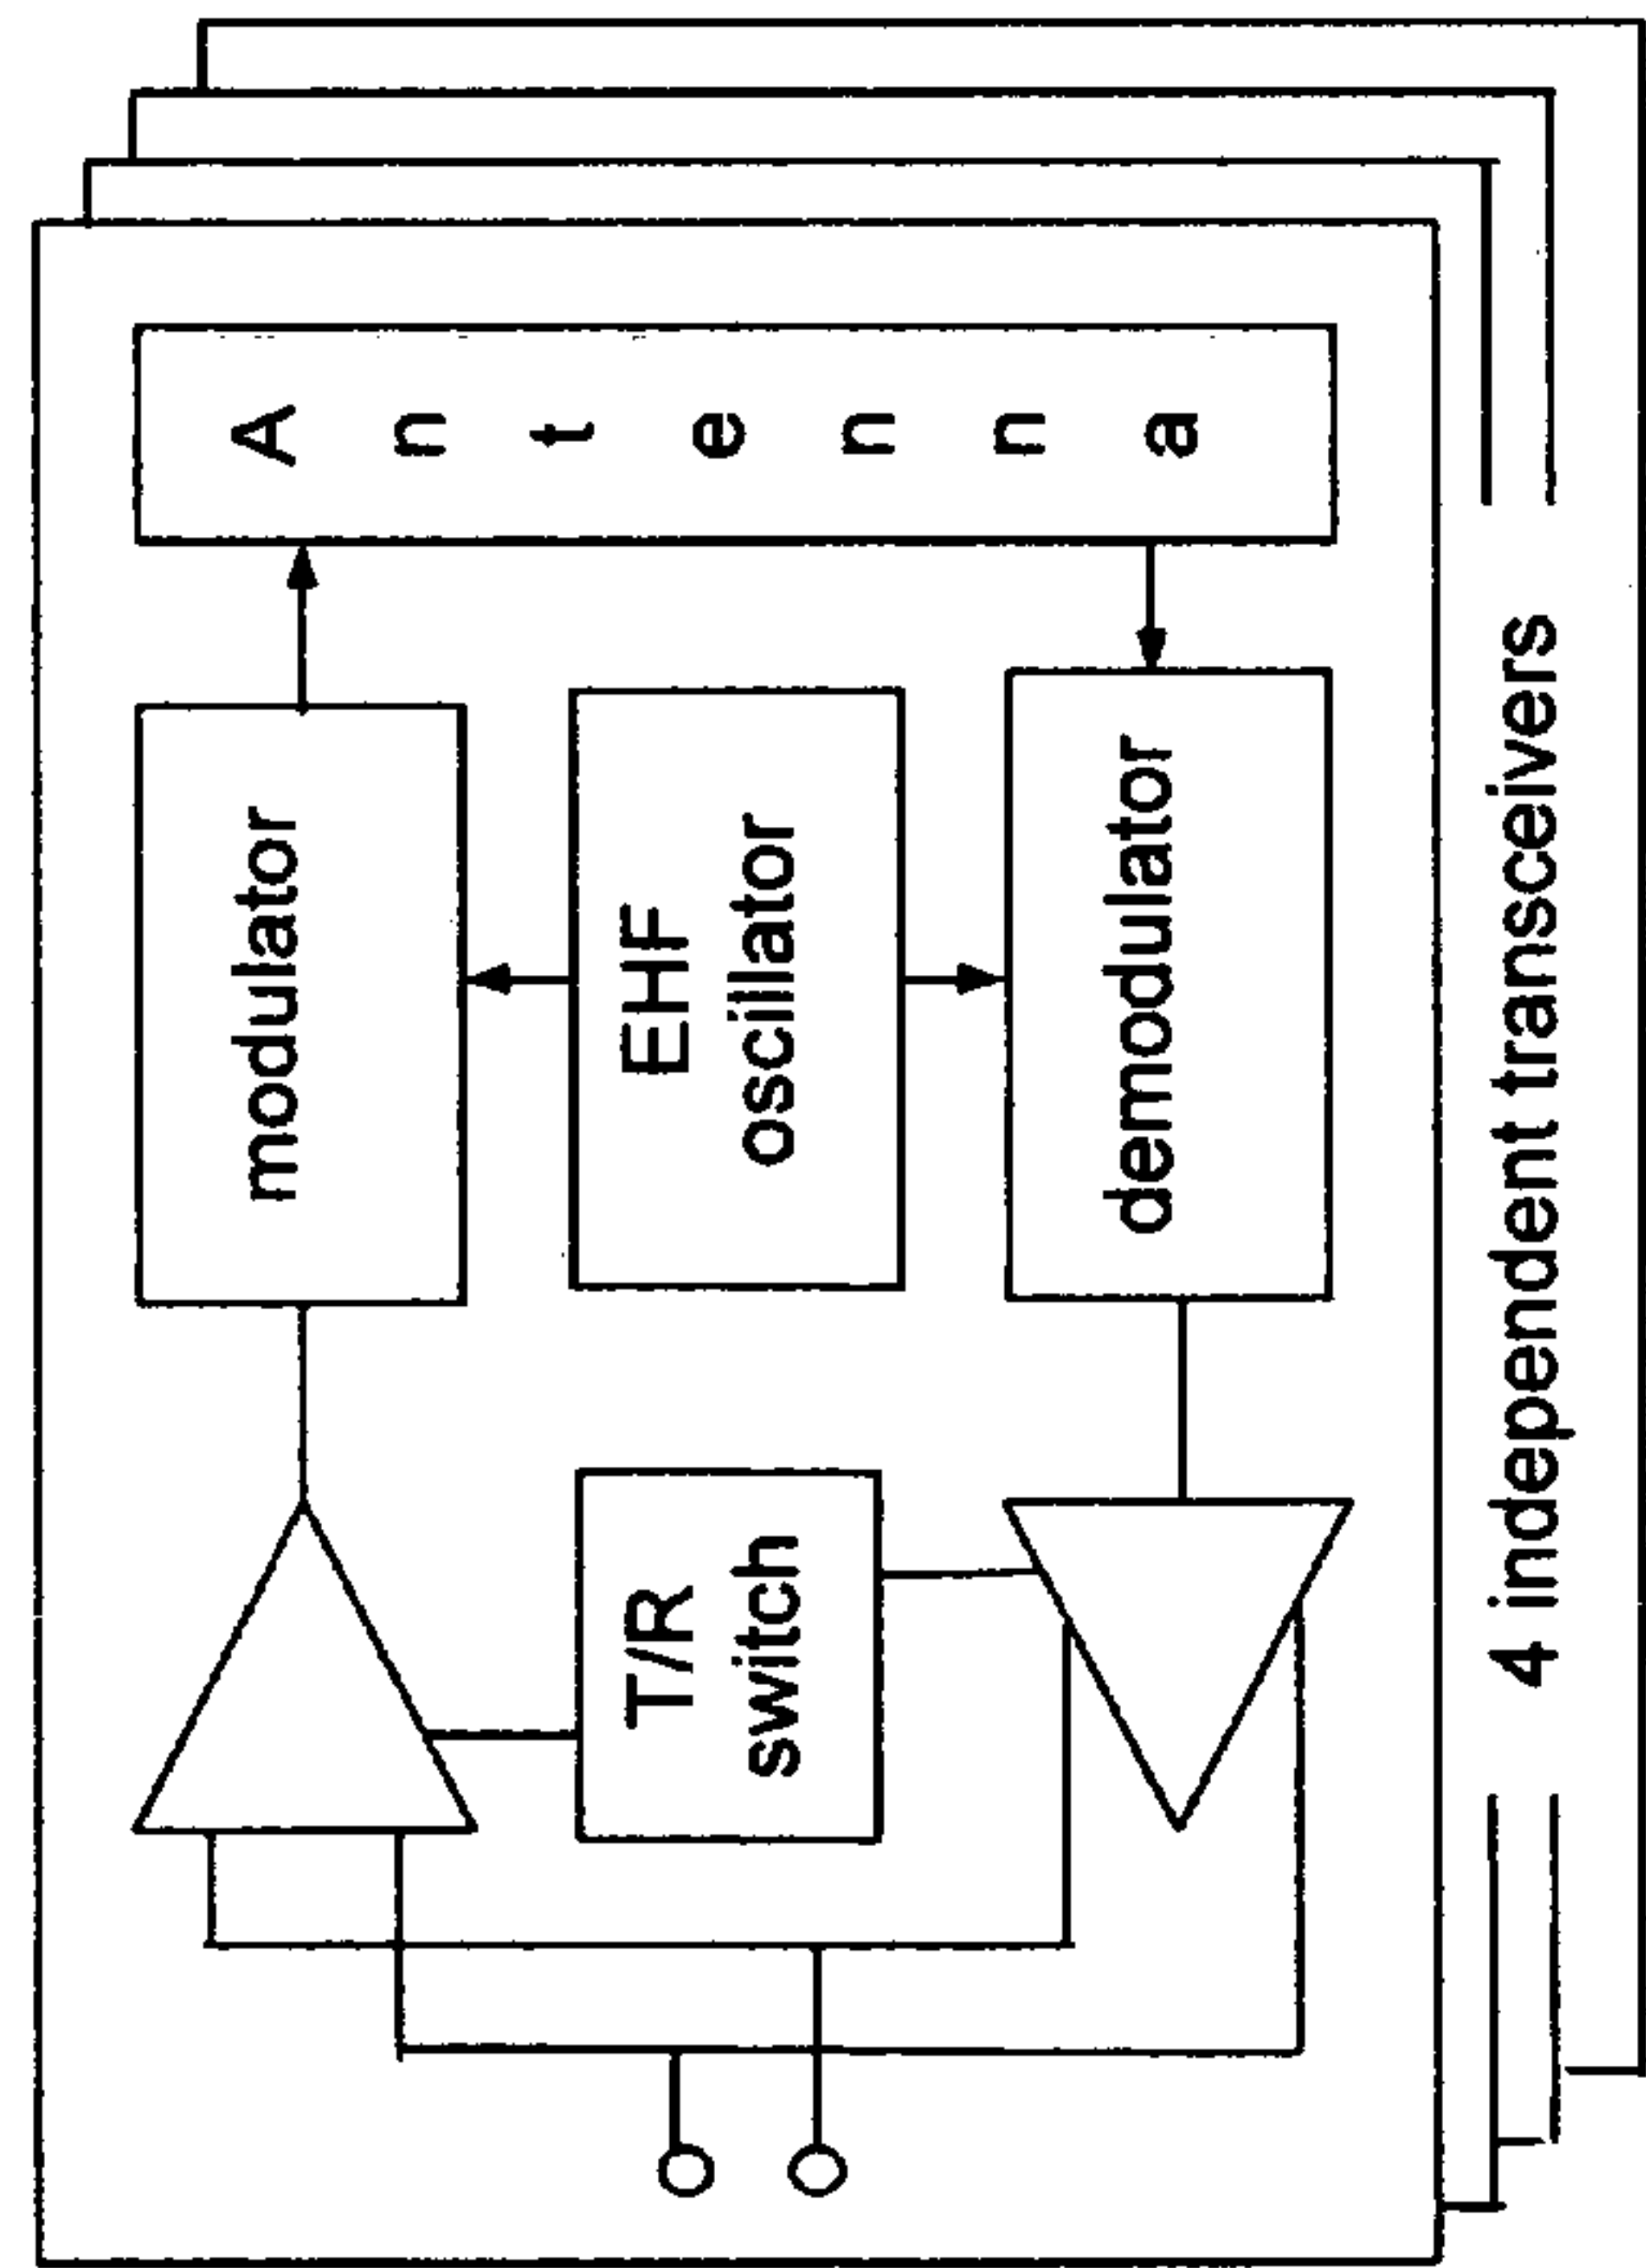 modulator
EHF
oscillator
demodulator
Antenna
T/R
switch
4 independent transceivers